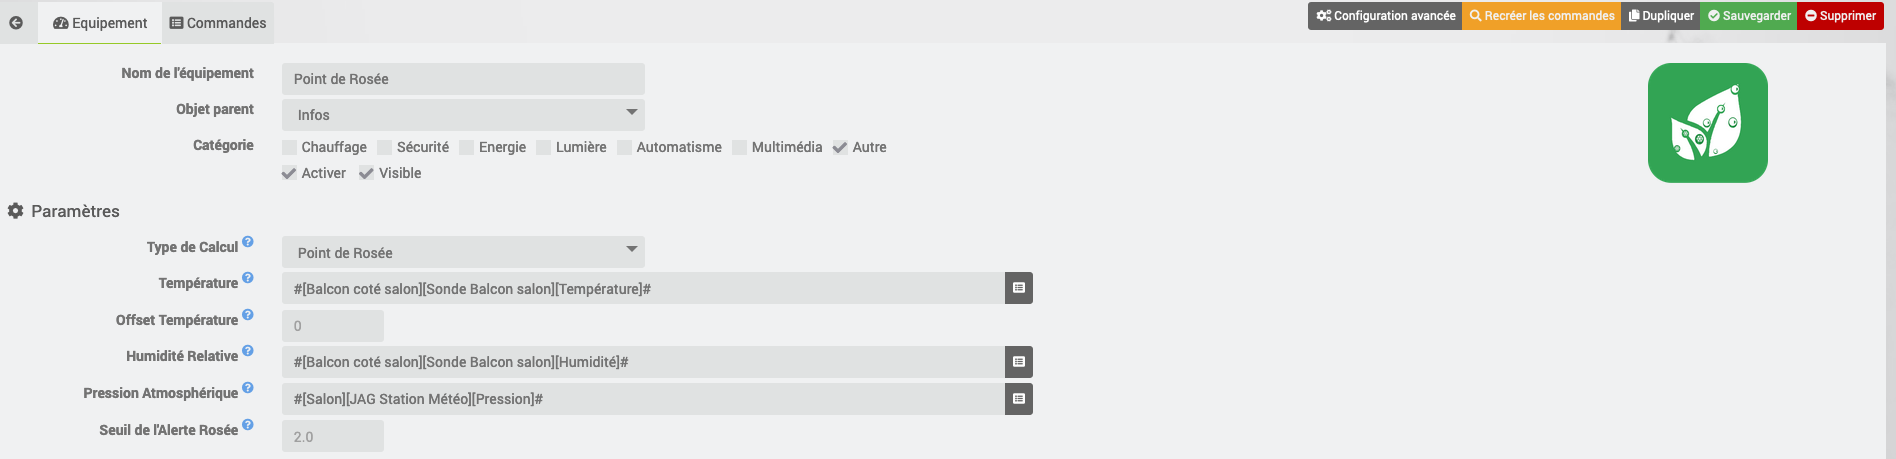 Equipement Commandes Configuration avancée Recréer les commandes Dupliquer Sauvegarder Supprimer
Nom de l'équipement Point de Rosée
Objet parent Infos
Catégorie Chauffage Sécurité Energie Lumière Automatisme Multimédia Autre
Activer Visible
Paramètres
Type de Calcul ? Point de Rosée
Température ? #[Balcon coté salon][Sonde Balcon salon][Température]#
Offset Température ? 0
Humidité Relative ? #[Balcon coté salon][Sonde Balcon salon][Humidité]#
Pression Atmosphérique ? #[Salon][JAG Station Météo][Pression]#
Seuil de l'Alerte Rosée ? 2.0